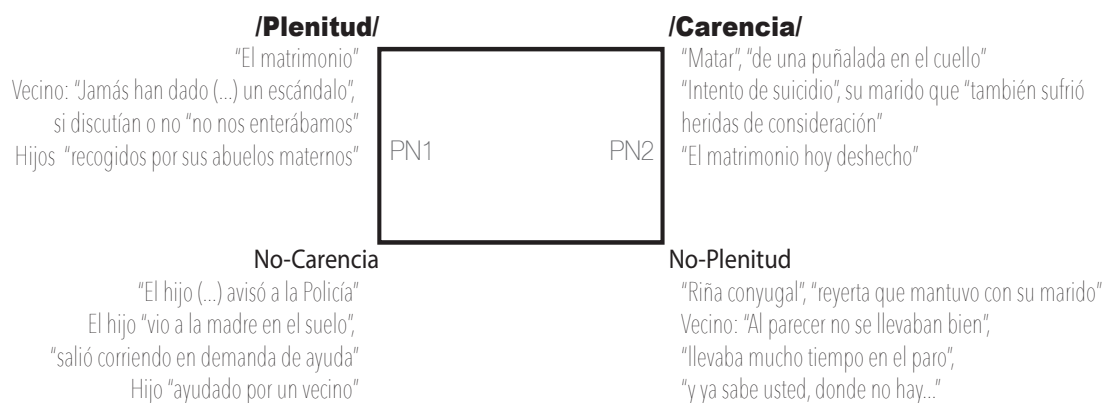 /Plenitud/
"El matrimonio"
Vecino: "Jamás han dado (...) un escándalo",
si discutían o no "no nos enterábamos"
Hijos "recogidos por sus abuelos maternos"
/Carencia/
"Matar", "de una puñalada en el cuello"
"Intento de suicidio", su marido que "también sufrió
heridas de consideración"
"El matrimonio hoy deshecho"
PN1
PN2
No-Carencia
"El hijo (...) avisó a la Policía"
El hijo "vio a la madre en el suelo",
"salió corriendo en demanda de ayuda"
Hijo "ayudado por un vecino"
No-Plenitud
"Riña conyugal", "reyerta que mantuvo con su marido"
Vecino: "Al parecer no se llevaban bien",
"llevaba mucho tiempo en el paro",
"y ya sabe usted, donde no hay..."